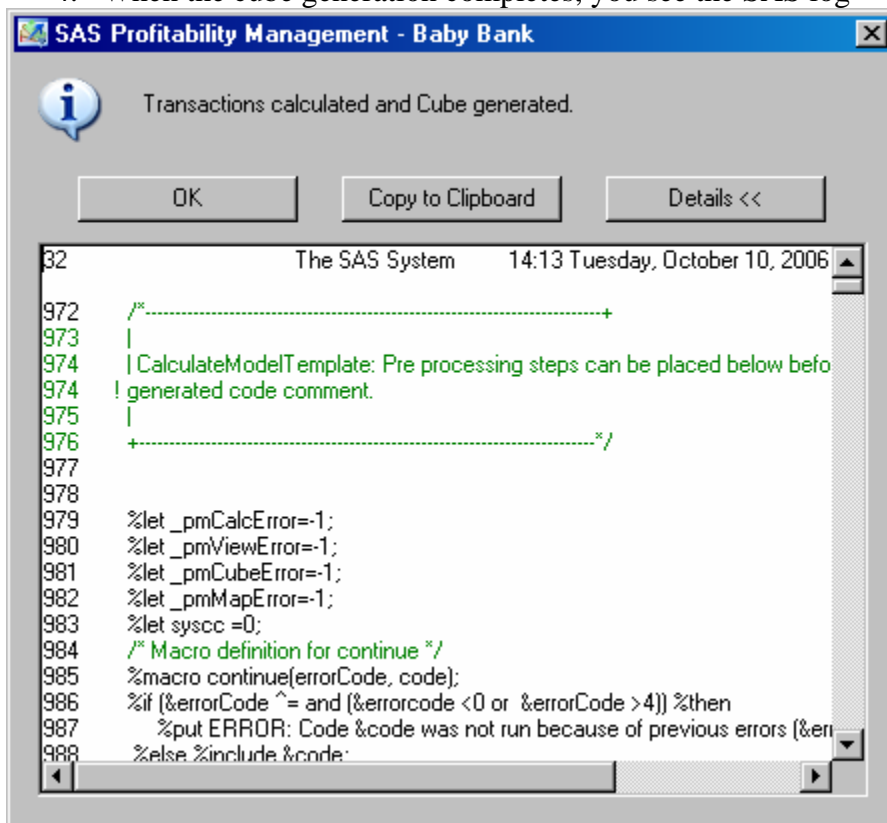 When the cube generation completes, you see the SAS log
SAS Profitability Management - Baby Bank
Transactions calculated and Cube generated.
OK Copy to Clipboard Details <<
32 The SAS System 14:13 Tuesday, October 10, 2006
972 /*--------------------------------------------------------------------------+
973 |
974 | CalculateModelTemplate: Pre processing steps can be placed below befo
974 ! generated code comment.
975 |
976 +--------------------------------------------------------------------------*/
977
978
979 %let _pmCalcError=-1;
980 %let _pmViewError=-1;
981 %let _pmCubeError=-1;
982 %let _pmMapError=-1;
983 %let syscc =0;
984 /* Macro definition for continue */
985 %macro continue(errorCode, code);
986 %if (&errorCode ^= and (&errorcode <0 or &errorCode >4)) %then
987 %put ERROR: Code &code was not run because of previous errors (&err
988 %else %include &code;